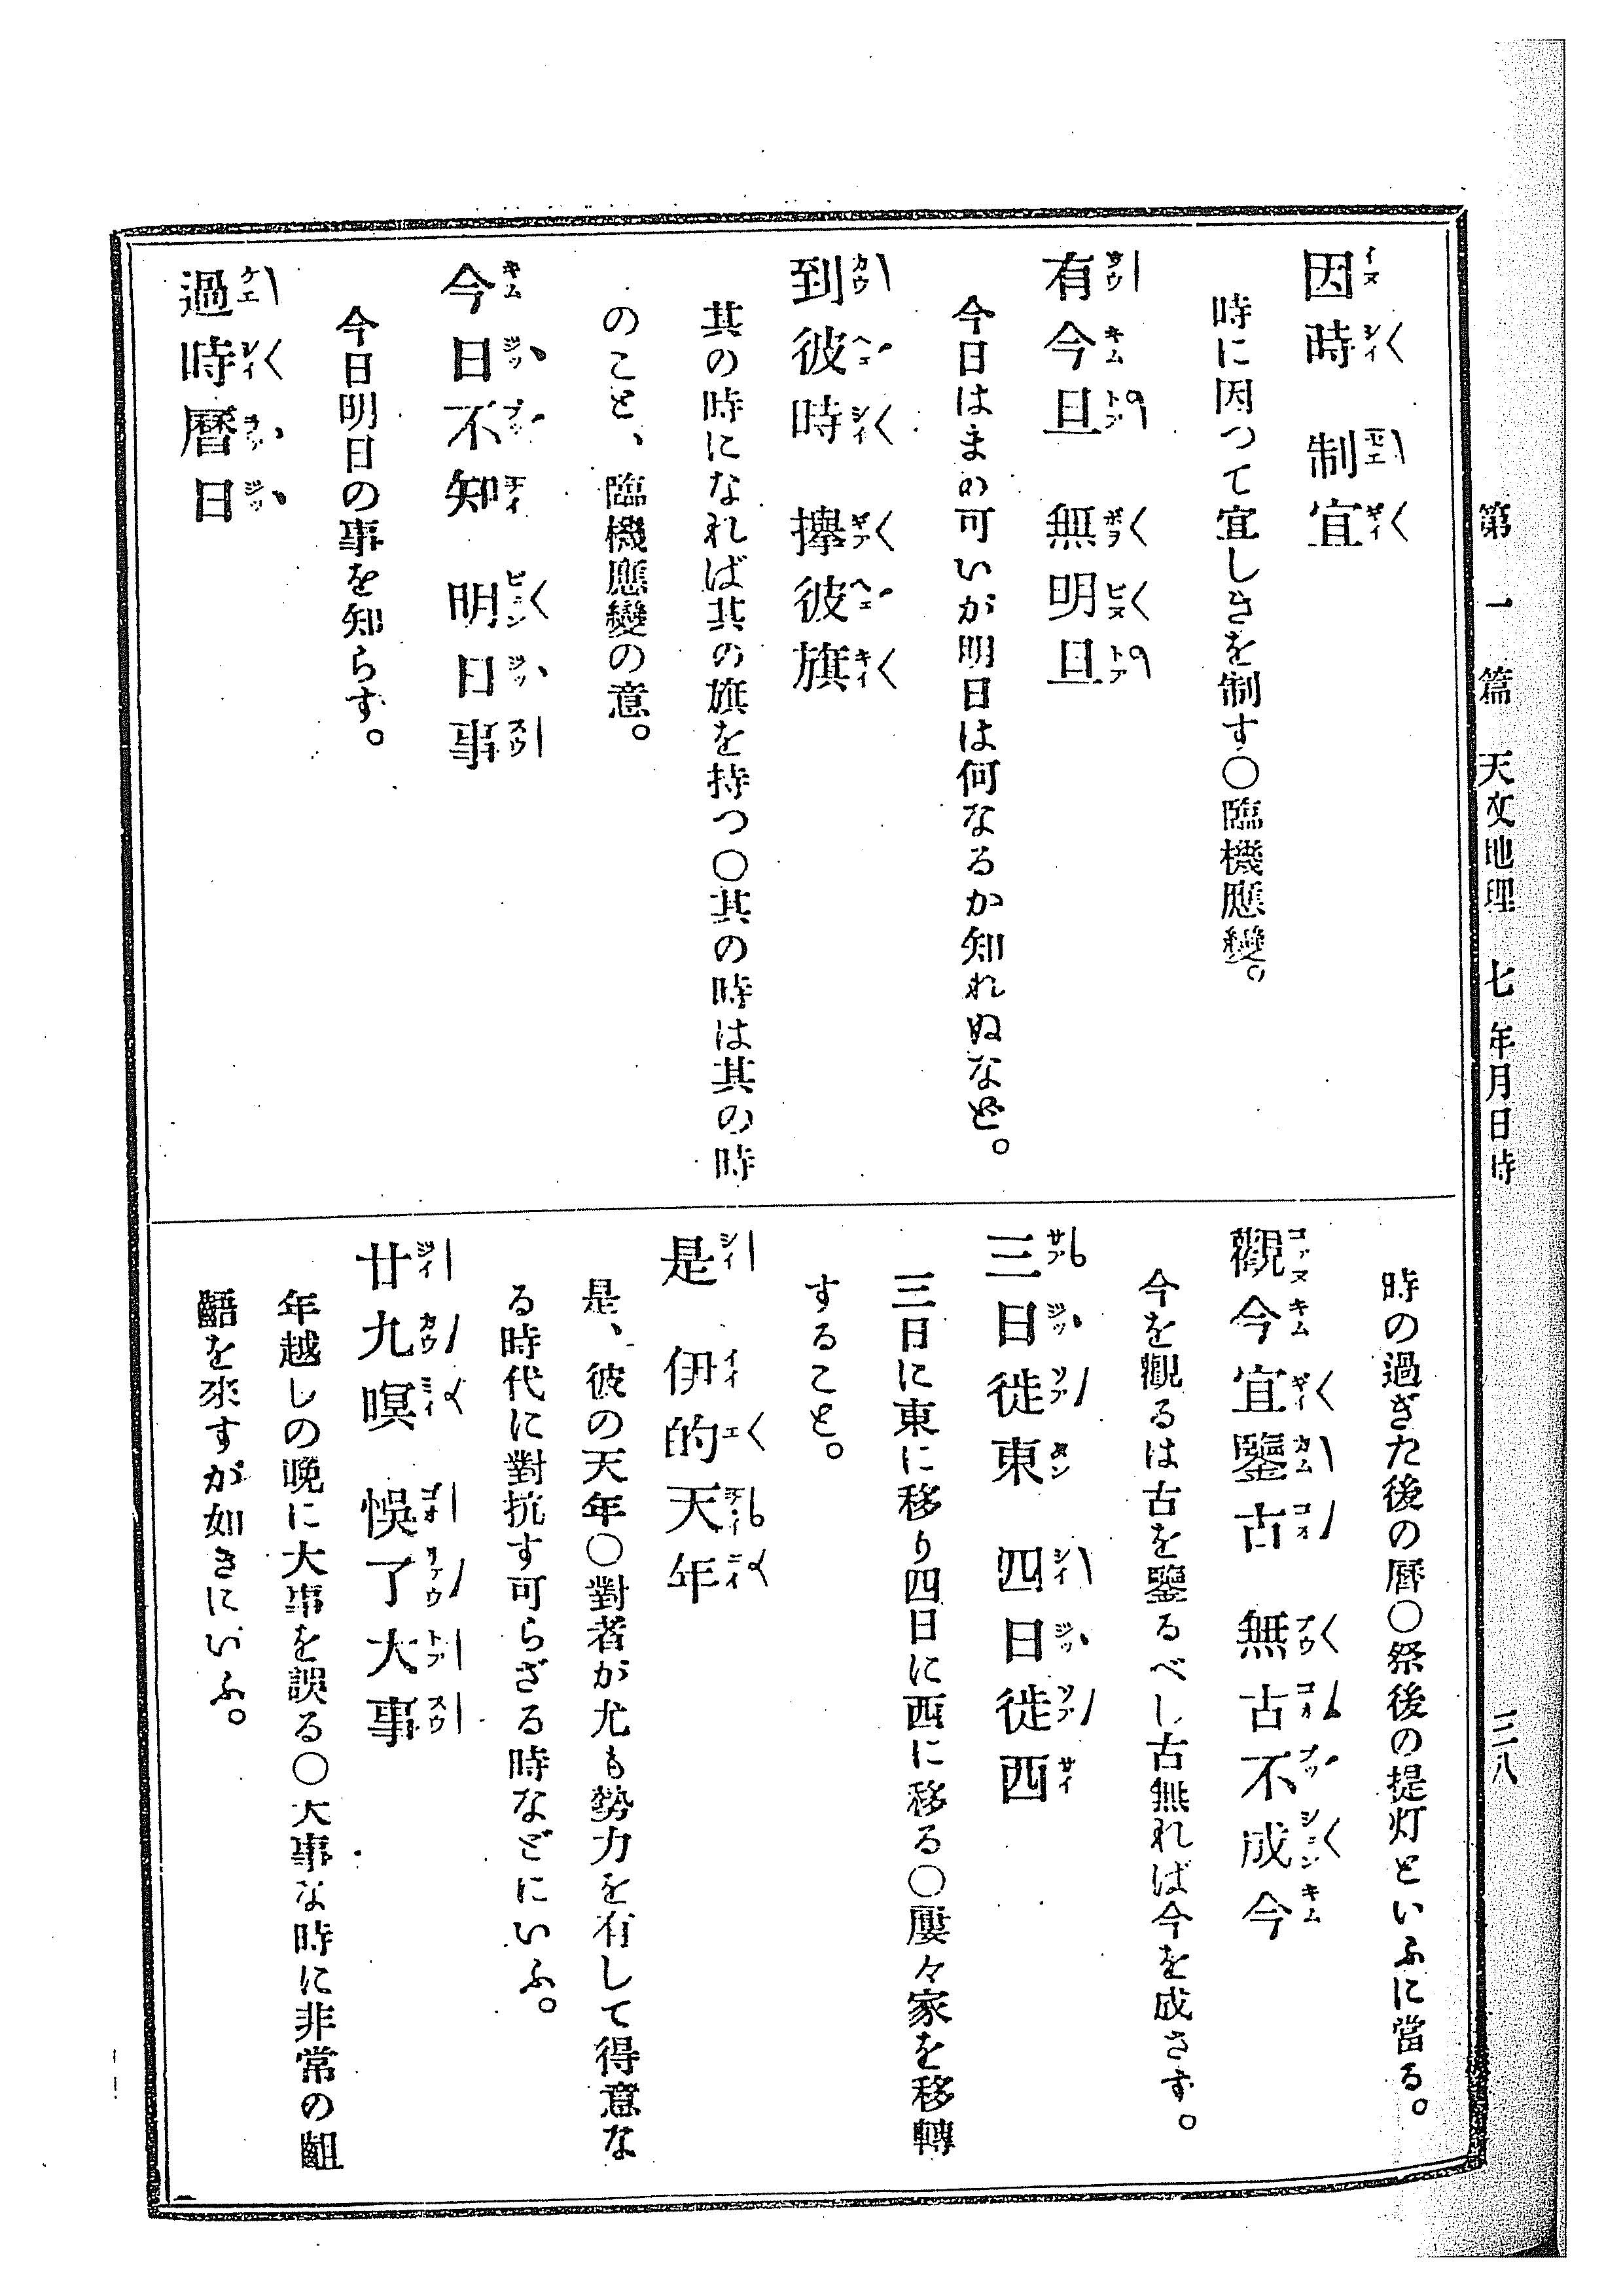 第一篇 天文地理 七 年月日時 三八
因時 制宜
時に因つて宜しきを制す○臨機應變。
有今旦 無明旦
今日はまの可いが明日は何なるか知れぬなど。
到彼時 擧彼旗
其の時になれば其の旗を持つ○其の時は其の時
のこと、臨機應變の意。
今日不知 明日事
今日明日の事を知らず。
過時曆日
時の過ぎた後の曆○祭後の提灯といふに當る。
觀今宜鑒古 無古不成今
今を觀るは古を鑒るべし古無れば今を成さず。
三日徙東 四日徙西
三日に東に移り四日に西に移る○屢々家を移轉
すること。
是 伊的天年
是、彼の天年○對者が尤も勢力を有して得意な
る時代に對抗す可らざる時などにいふ。
廿九暝 悞了大事
年越しの晩に大事を誤る○大事な時に非常の齟
齬を來すが如きにいふ。